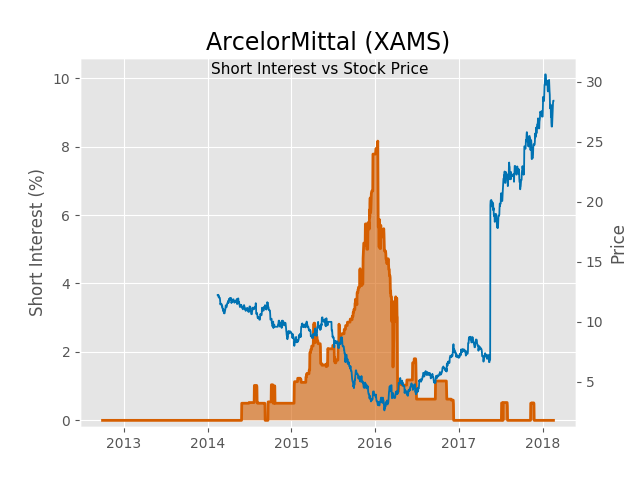 ArcelorMittal (XAMS)
Short Interest vs Stock Price
Short Interest (%)
10
8
6
4
2
0
30
25
20
15
10
5
Price
2013 2014 2015 2016 2017 2018